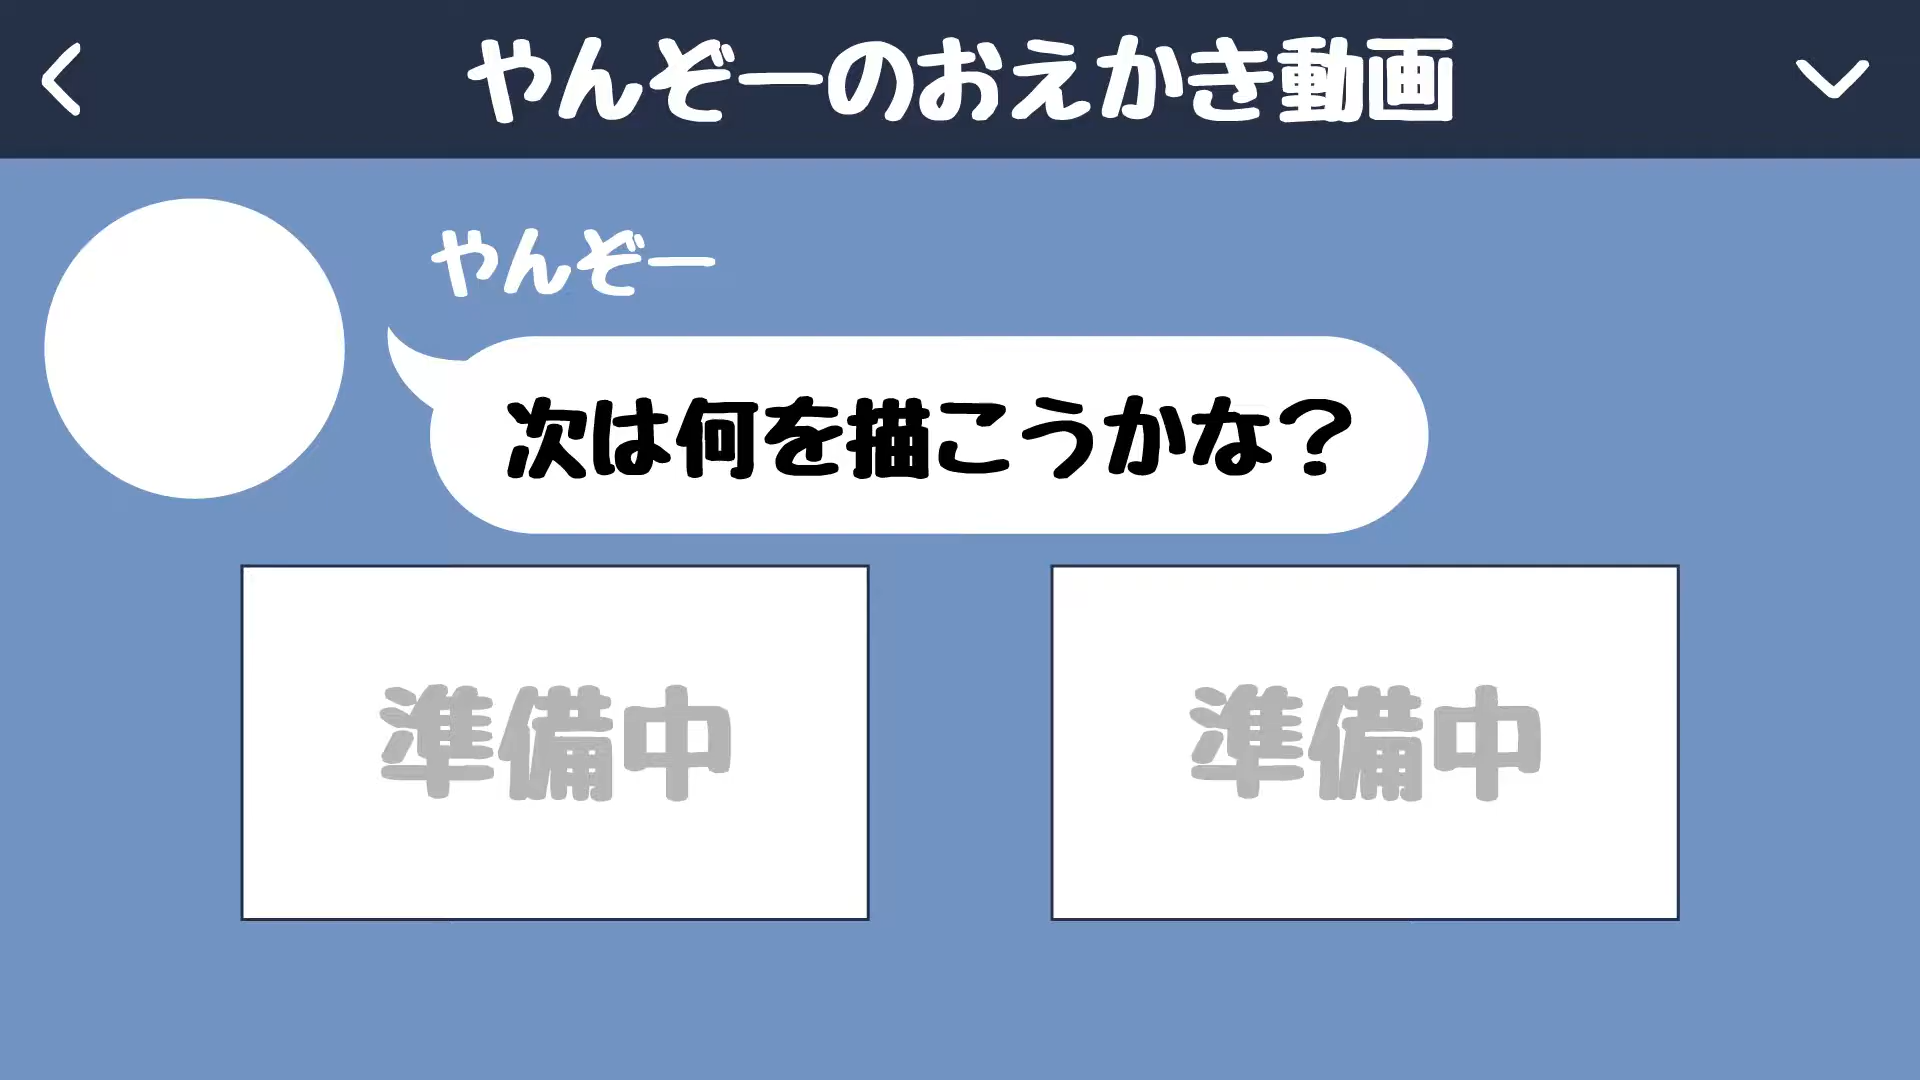 やんぞーのおえかき動画
やんぞー
次は何を描こうかな？
準備中
準備中